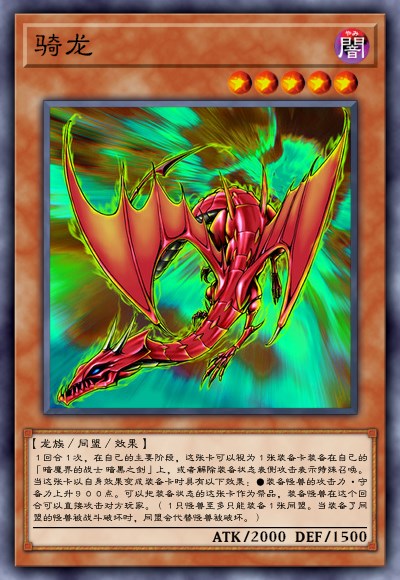 骑龙
やみ
闇
【龙族／同盟／效果】
1回合1次，在自己的主要阶段，这张卡可以视为1张装备卡装备在自己的
「暗魔界的战士 暗黑之剑」上，或者解除装备状态表侧攻击表示特殊召唤。
当这张卡以自身效果变成装备卡时具有以下效果：●装备怪兽的攻击力·守
备力上升900点。可以把装备状态的这张卡作为祭品，装备怪兽在这个回
合可以直接攻击对方玩家。（1只怪兽至多只能装备1张同盟。当装备了同
盟的怪兽被战斗破坏时，同盟会代替怪兽被破坏。）
ATK/2000 DEF/1500